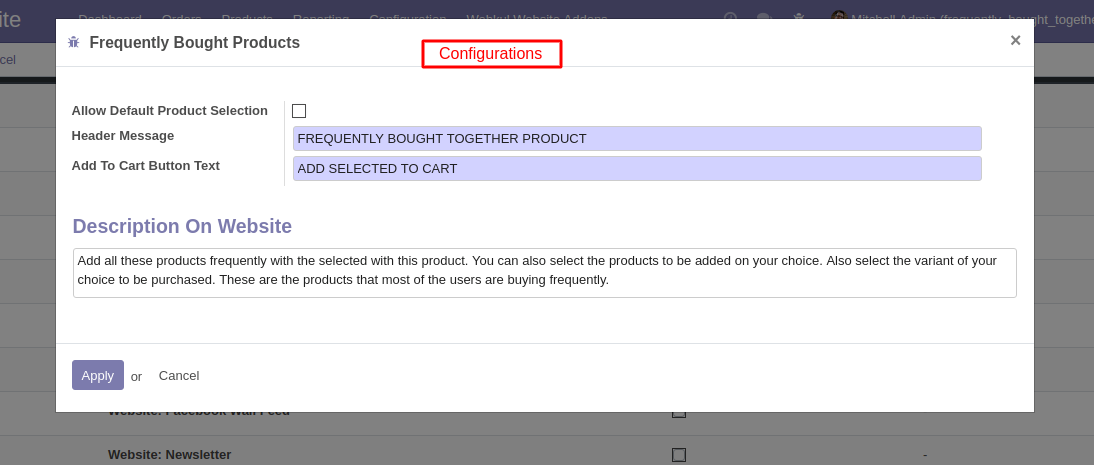 ite Dashboard Orders Products Reporting Configuration Webkul Website Addons Mitchell Admin (frequently_bought_togethe
Frequently Bought Products
Configurations
×
cel
Allow Default Product Selection
Header Message FREQUENTLY BOUGHT TOGETHER PRODUCT
Add To Cart Button Text ADD SELECTED TO CART
Description On Website
Add all these products frequently with the selected with this product. You can also select the products to be added on your choice. Also select the variant of your
choice to be purchased. These are the products that most of the users are buying frequently.
Apply or Cancel
Website: Facebook Wall Feed
Website: Newsletter -